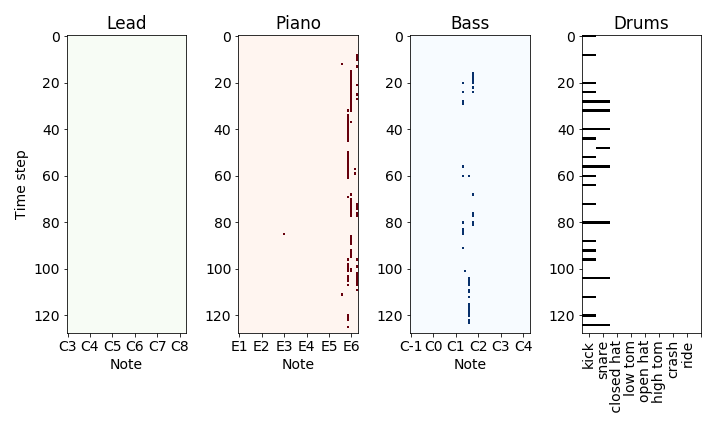 Lead
Piano
Bass
Drums
Time step
0
20
40
60
80
100
120
C3 C4 C5 C6 C7 C8
Note
0
20
40
60
80
100
120
E1 E2 E3 E4 E5 E6
Note
0
20
40
60
80
100
120
C-1 C0 C1 C2 C3 C4
Note
0
20
40
60
80
100
120
kick
snare
closed hat
low tom
open hat
high tom
crash
ride